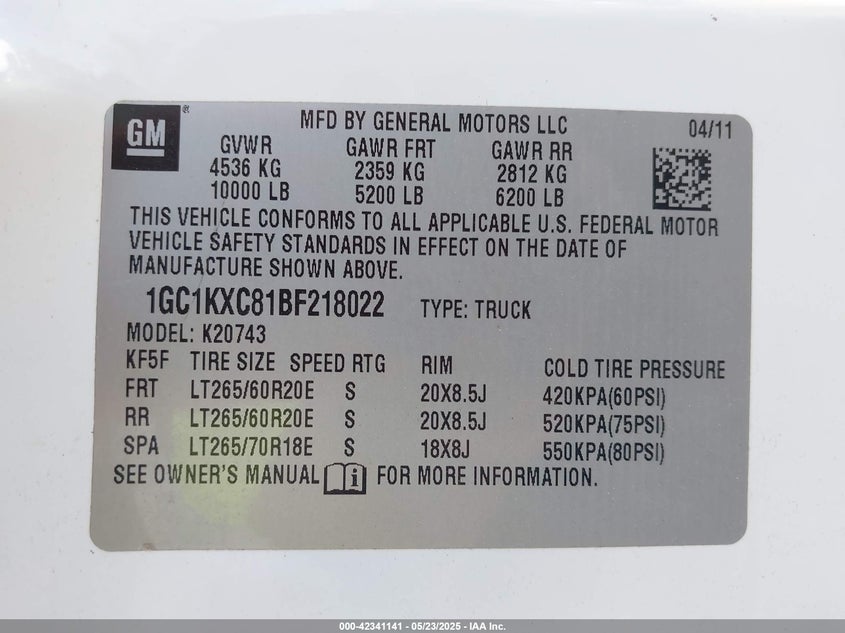 GM ® MFD BY GENERAL MOTORS LLC 04/11
GVWR GAWR FRT GAWR RR
4536 KG 2359 KG 2812 KG
10000 LB 5200 LB 6200 LB
THIS VEHICLE CONFORMS TO ALL APPLICABLE U.S. FEDERAL MOTOR
VEHICLE SAFETY STANDARDS IN EFFECT ON THE DATE OF
MANUFACTURE SHOWN ABOVE.
1GC1KXC81BF218022 TYPE: TRUCK
MODEL: K20743
KF5F TIRE SIZE SPEED RTG RIM COLD TIRE PRESSURE
FRT LT265/60R20E S 20X8.5J 420KPA(60PSI)
RR LT265/60R20E S 20X8.5J 520KPA(75PSI)
SPA LT265/70R18E S 18X8J 550KPA(80PSI)
SEE OWNER'S MANUAL i FOR MORE INFORMATION.
000-42341141 - 05/23/2025 - IAA Inc.